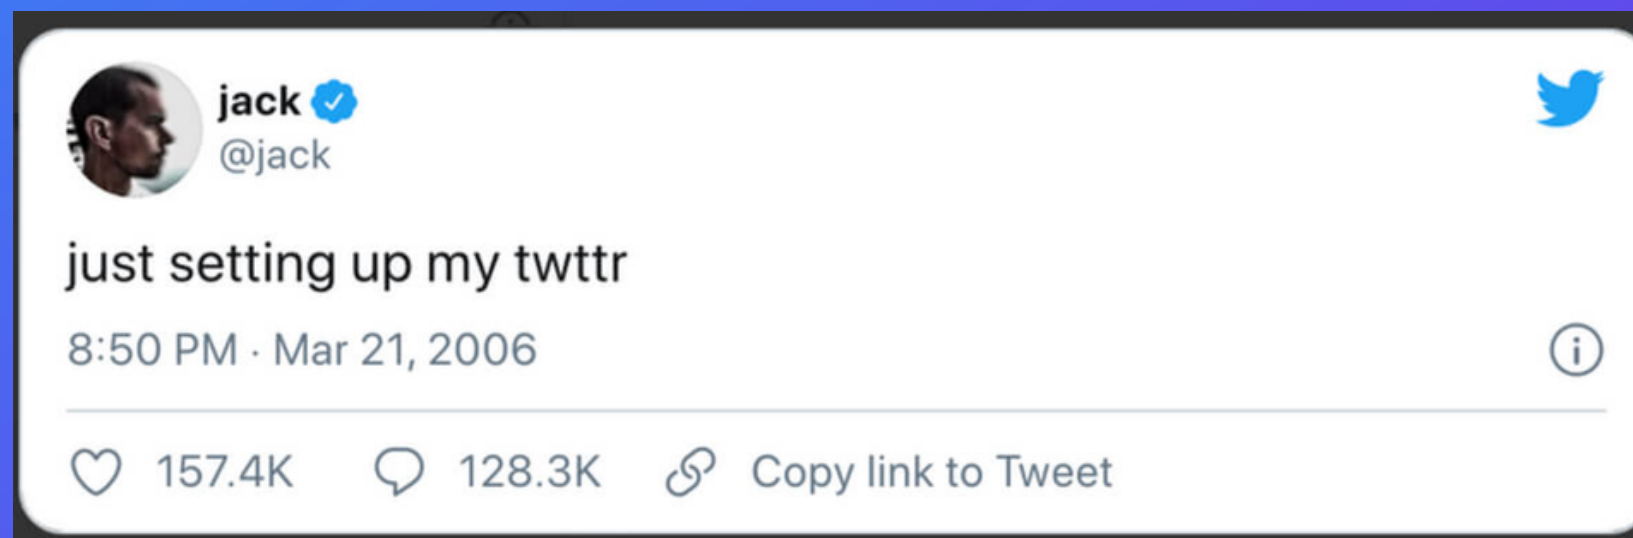 jack
@jack
just setting up my twttr
8:50 PM · Mar 21, 2006
157.4K 128.3K Copy link to Tweet